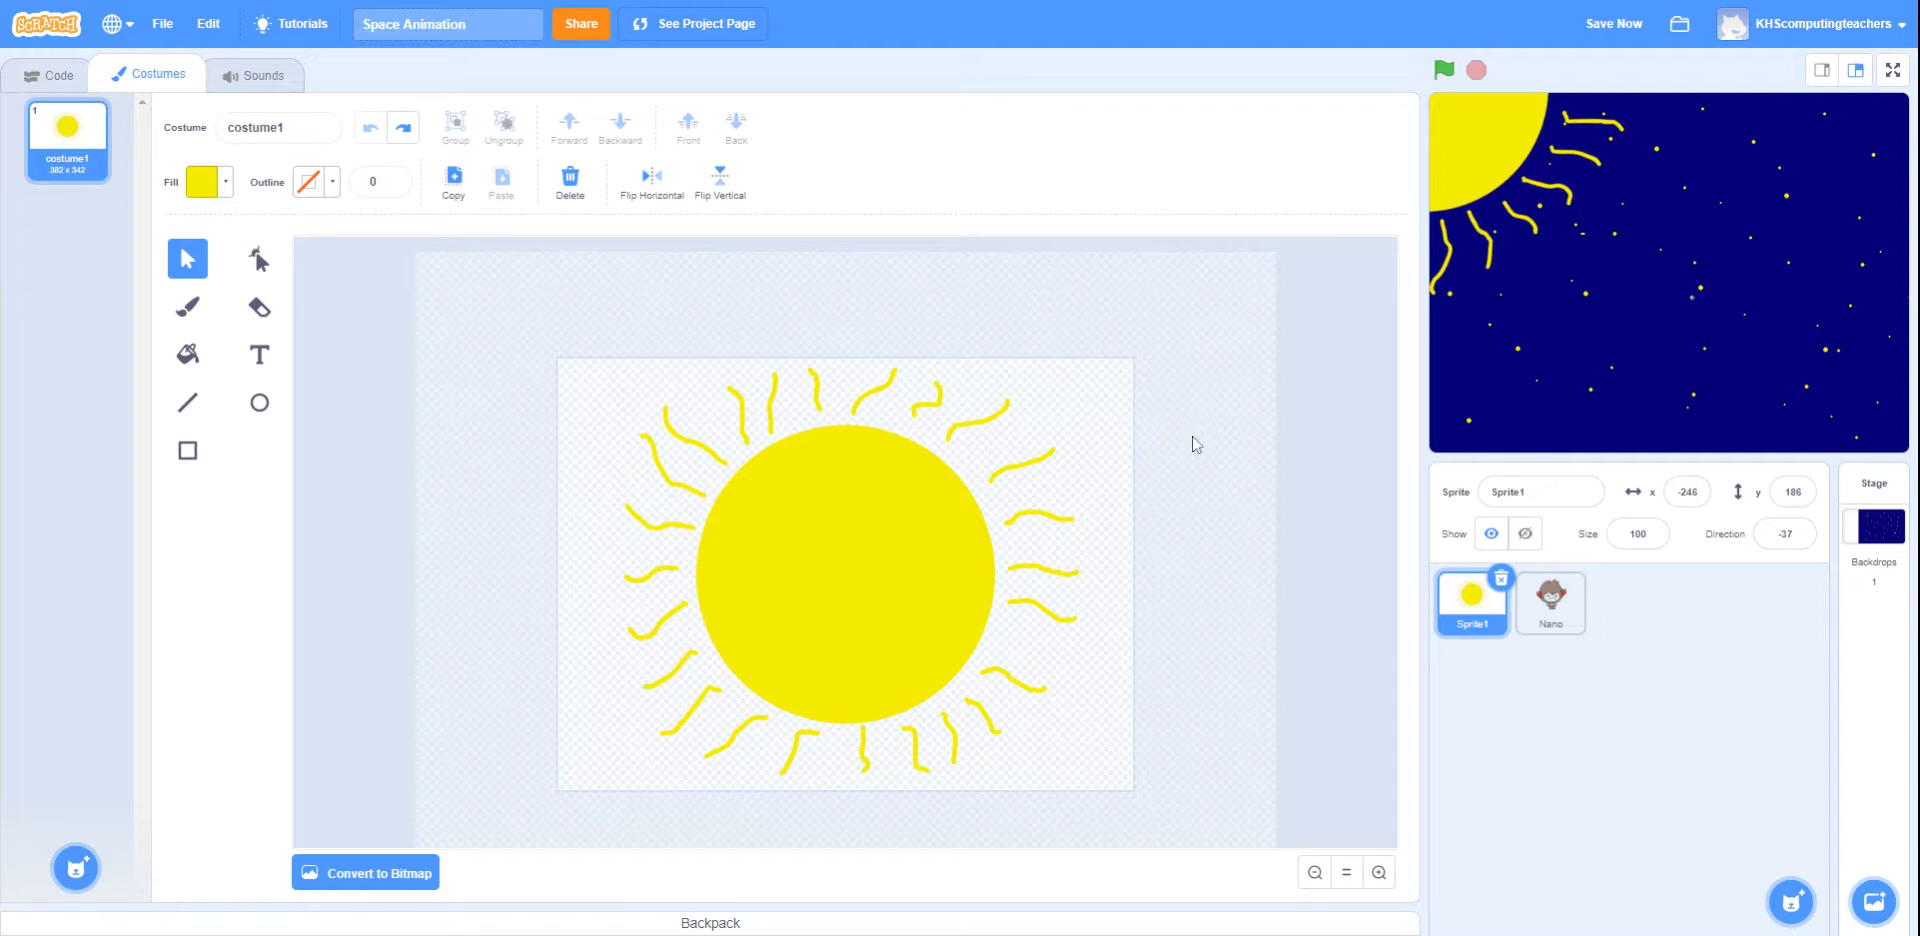 SCRATCH File Edit Tutorials Space Animation Share See Project Page Save Now KHScomputingteachers
Code Costumes Sounds
1
costume1
382 x 342
Costume costume1 Group Ungroup Forward Backward Front Back
Fill Outline 0 Copy Paste Delete Flip Horizontal Flip Vertical
T
Convert to Bitmap
Backpack
Sprite Sprite1 x -246 y 186
Show Size 100 Direction -37
Sprite1 Nano
Stage
Backdrops
1